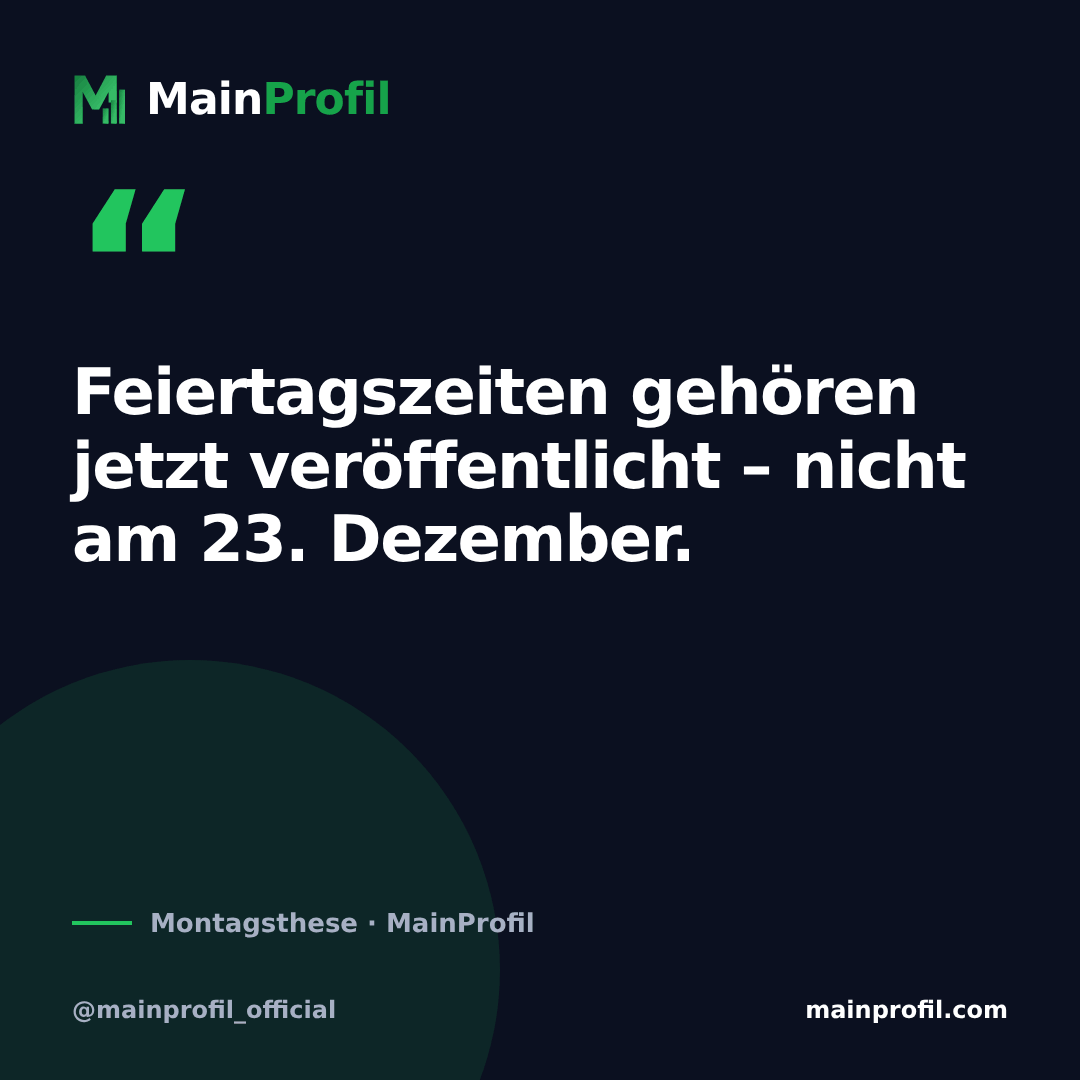 MainProfil
“
Feiertagszeiten gehören
jetzt veröffentlicht – nicht
am 23. Dezember.
Montagsthese · MainProfil
@mainprofil_official
mainprofil.com